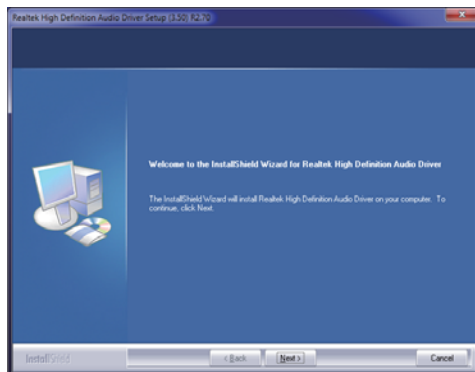 Realtek High Definition Audio Driver Setup (3.50) R2.70
Welcome to the InstallShield Wizard for Realtek High Definition Audio Driver
The InstallShield Wizard will install Realtek High Definition Audio Driver on your computer. To
continue, click Next.
InstallShield
< Back
Next >
Cancel